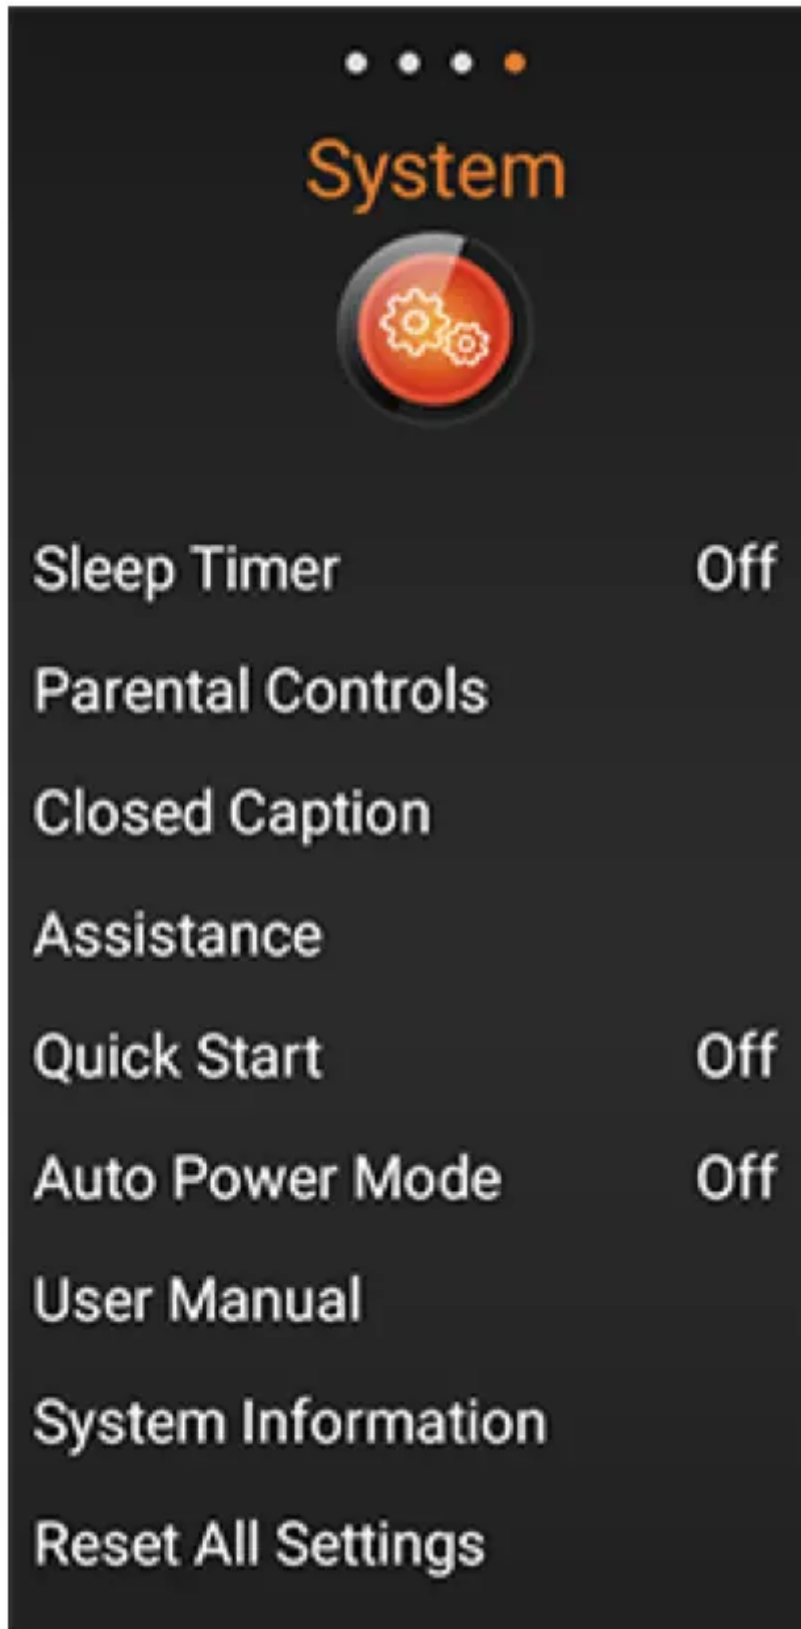 System
Sleep Timer Off
Parental Controls
Closed Caption
Assistance
Quick Start Off
Auto Power Mode Off
User Manual
System Information
Reset All Settings